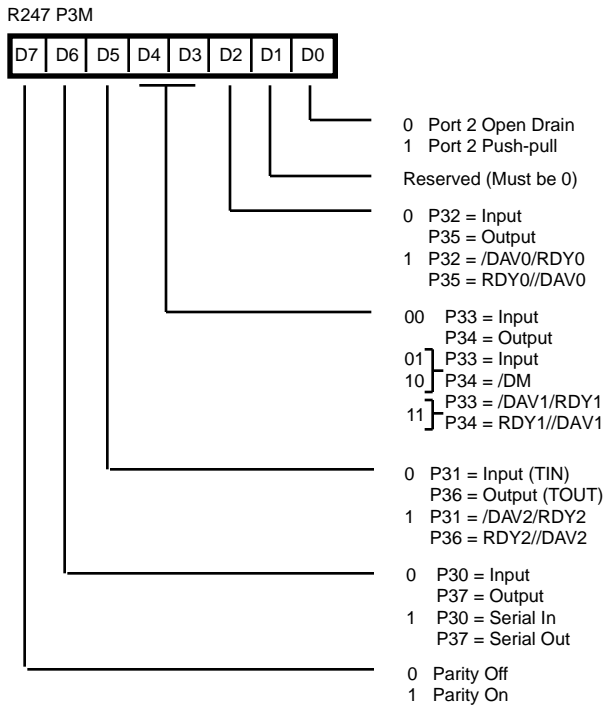 R247 P3M
D7 D6 D5 D4 D3 D2 D1 D0
0 Port 2 Open Drain
1 Port 2 Push-pull
Reserved (Must be 0)
0 P32 = Input
P35 = Output
1 P32 = /DAV0/RDY0
P35 = RDY0//DAV0
00 P33 = Input
P34 = Output
01 P33 = Input
10 P34 = /DM
11 P33 = /DAV1/RDY1
P34 = RDY1//DAV1
0 P31 = Input (TIN)
P36 = Output (TOUT)
1 P31 = /DAV2/RDY2
P36 = RDY2//DAV2
0 P30 = Input
P37 = Output
1 P30 = Serial In
P37 = Serial Out
0 Parity Off
1 Parity On